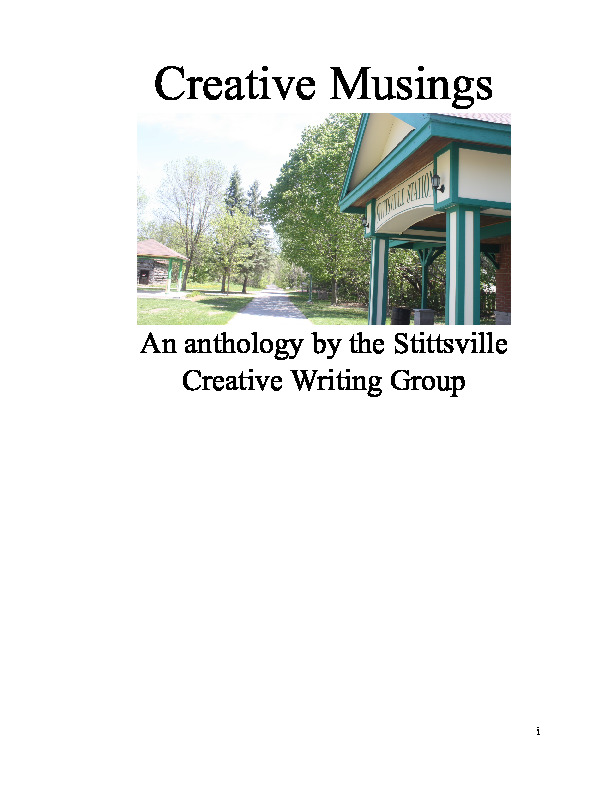 Creative Musings
STITTSVILLE STATION
An anthology by the Stittsville
Creative Writing Group
i